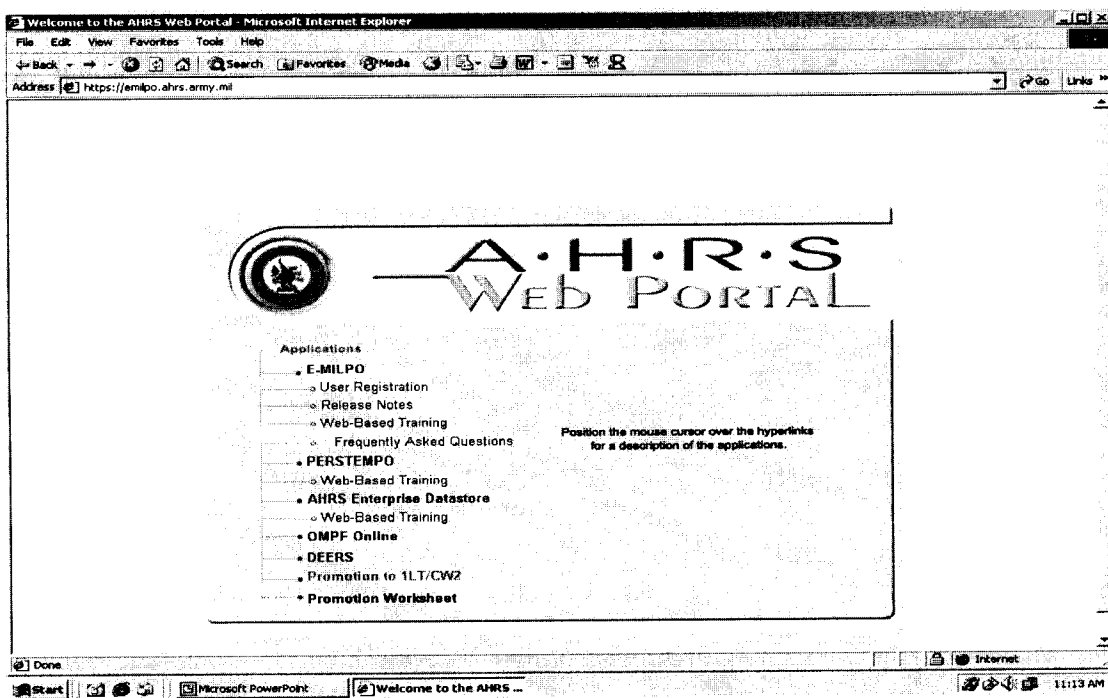 Welcome to the AHRS Web Portal - Microsoft Internet Explorer
File Edit View Favorites Tools Help
Back Search Favorites Media
Address https://emilpo.ahrs.army.mil Go Links »
A·H·R·S
WEb PORTAL
Applications
E-MILPO
User Registration
Release Notes
Web-Based Training
Frequently Asked Questions
Position the mouse cursor over the hyperlinks
for a description of the applications.
PERSTEMPO
Web-Based Training
AHRS Enterprise Datastore
Web-Based Training
OMPF Online
DEERS
Promotion to 1LT/CW2
Promotion Worksheet
Done Internet
Start Microsoft PowerPoint Welcome to the AHRS ... 11:13 AM